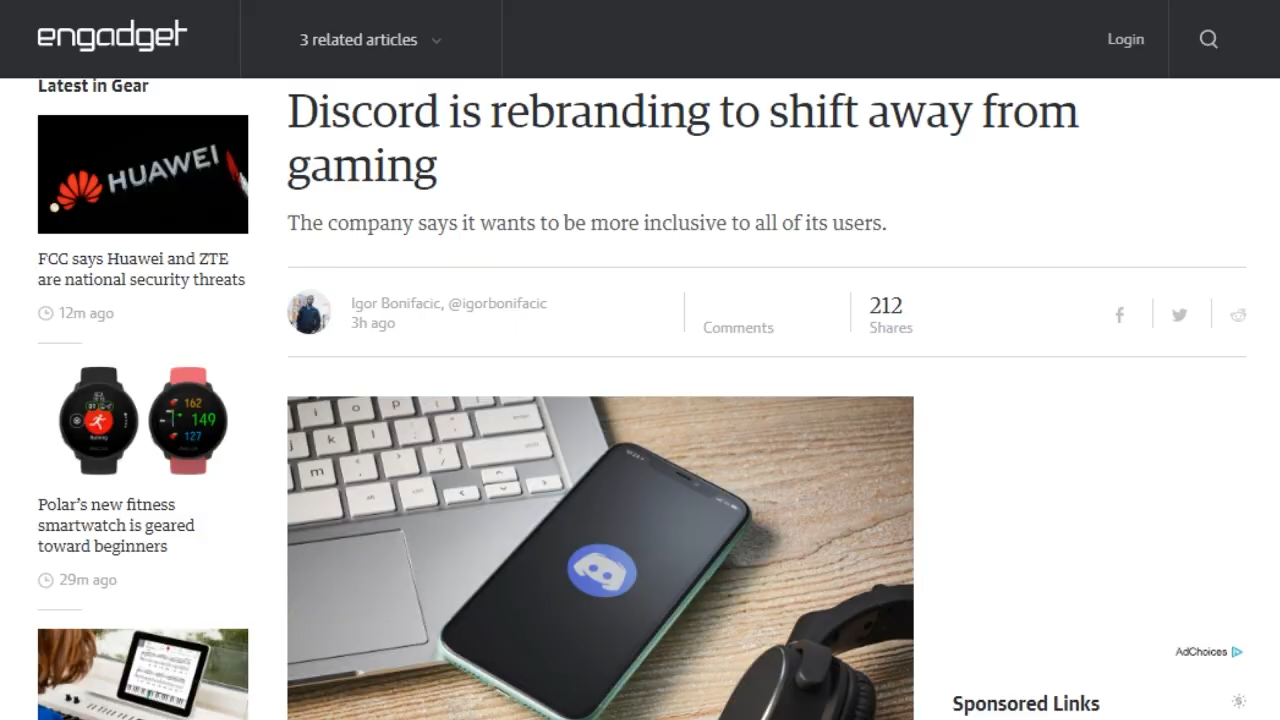 engadget
3 related articles
Login
Latest in Gear
HUAWEI
FCC says Huawei and ZTE
are national security threats
12m ago
162
149
127
Polar's new fitness
smartwatch is geared
toward beginners
29m ago
Discord is rebranding to shift away from
gaming
The company says it wants to be more inclusive to all of its users.
Igor Bonifacic, @igorbonifacic
3h ago
Comments
212
Shares
i o p
j k l
m
AdChoices
Sponsored Links